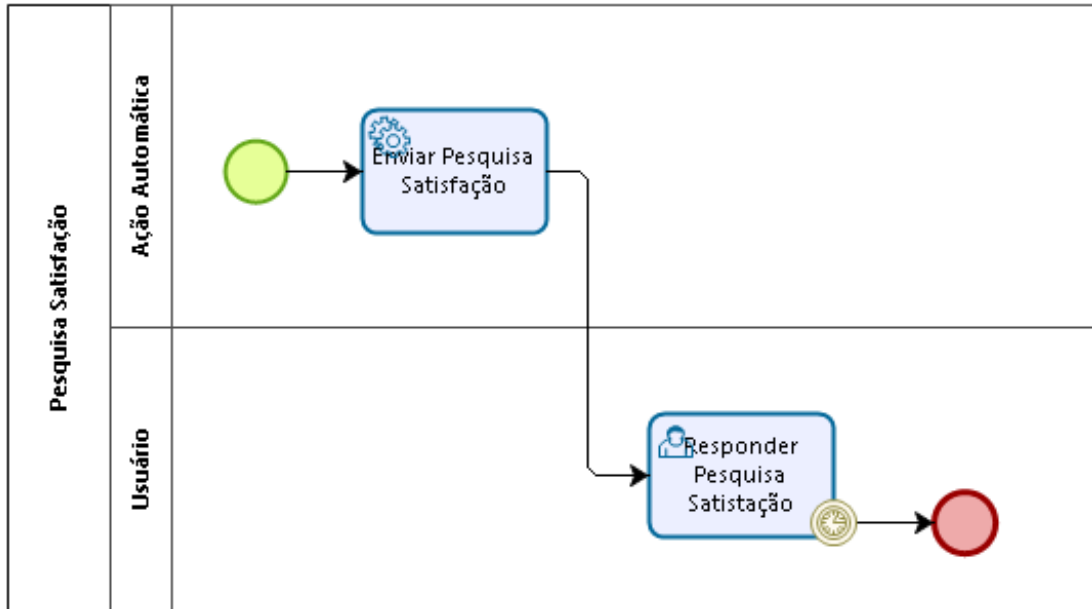 Pesquisa Satisfação
Ação Automática
Enviar Pesquisa
Satisfação
Usuário
Responder
Pesquisa
Satistação